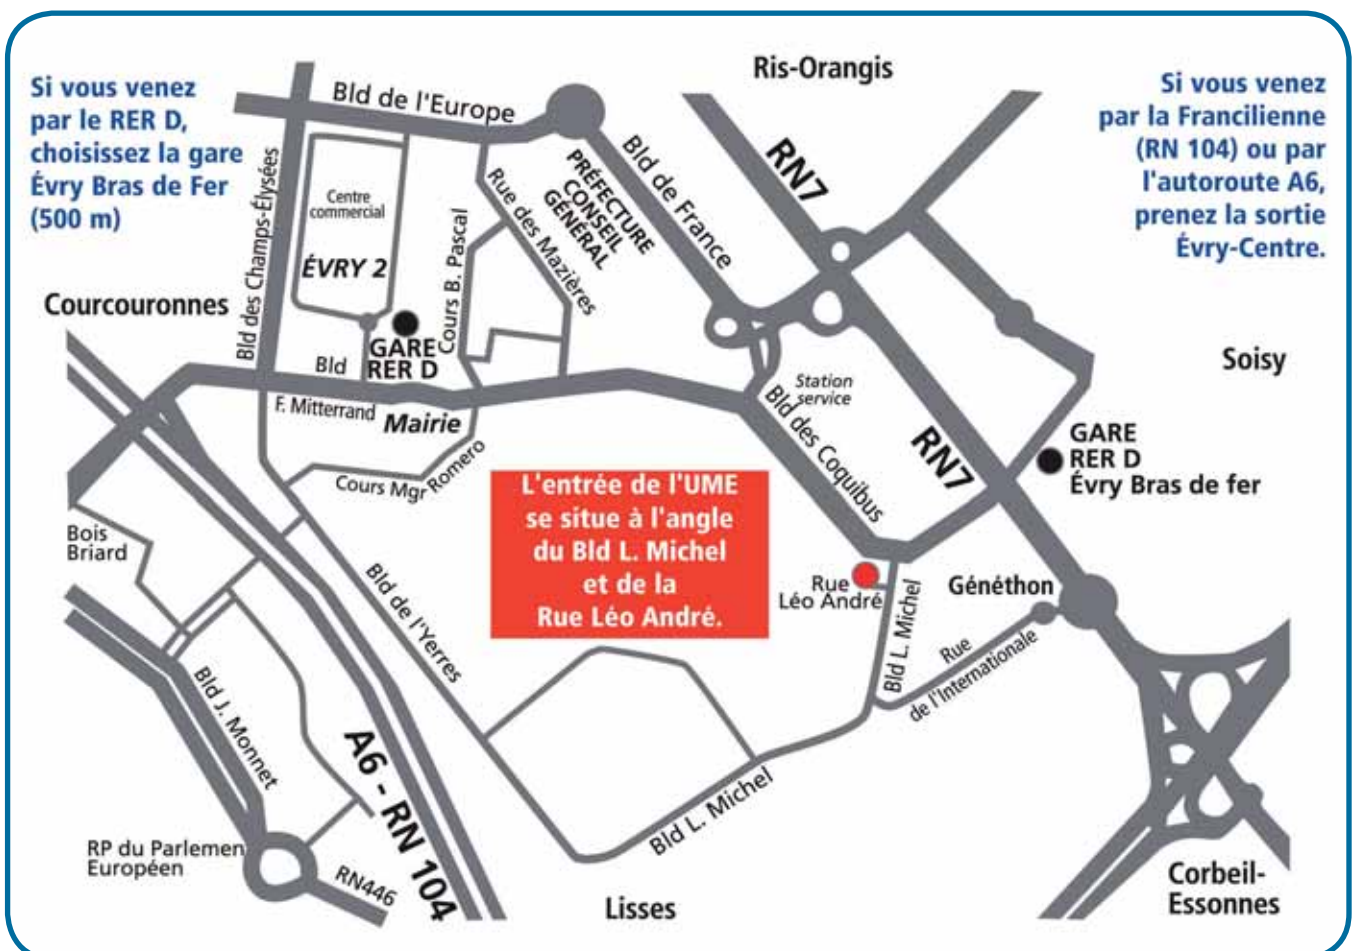 Si vous venez
par le RER D,
choisissez la gare
Évry Bras de Fer
(500 m)
Ris-Orangis
Si vous venez
par la Francilienne
(RN 104) ou par
l'autoroute A6,
prenez la sortie
Évry-Centre.
Bld de l'Europe
Bld des Champs-Élysées
Centre
commercial
ÉVRY 2
Cours B. Pascal
Rue des Mazières
PRÉFECTURE
CONSEIL
GÉNÉRAL
Bld de France
RN7
Courcouronnes
GARE
RER D
Bld
F. Mitterrand
Mairie
Station
service
Soisy
Bld des Coquibus
RN7
GARE
RER D
Évry Bras de fer
Cours Mgr Romero
L'entrée de l'UME
se situe à l'angle
du Bld L. Michel
et de la
Rue Léo André.
Bois
Briard
Bld de l'Yerres
Rue
Léo André
Bld L. Michel
Généthon
Rue
de l'Internationale
Bld J. Monnet
A6 - RN 104
Bld L. Michel
RP du Parlemen
Européen
RN446
Lisses
Corbeil-
Essonnes